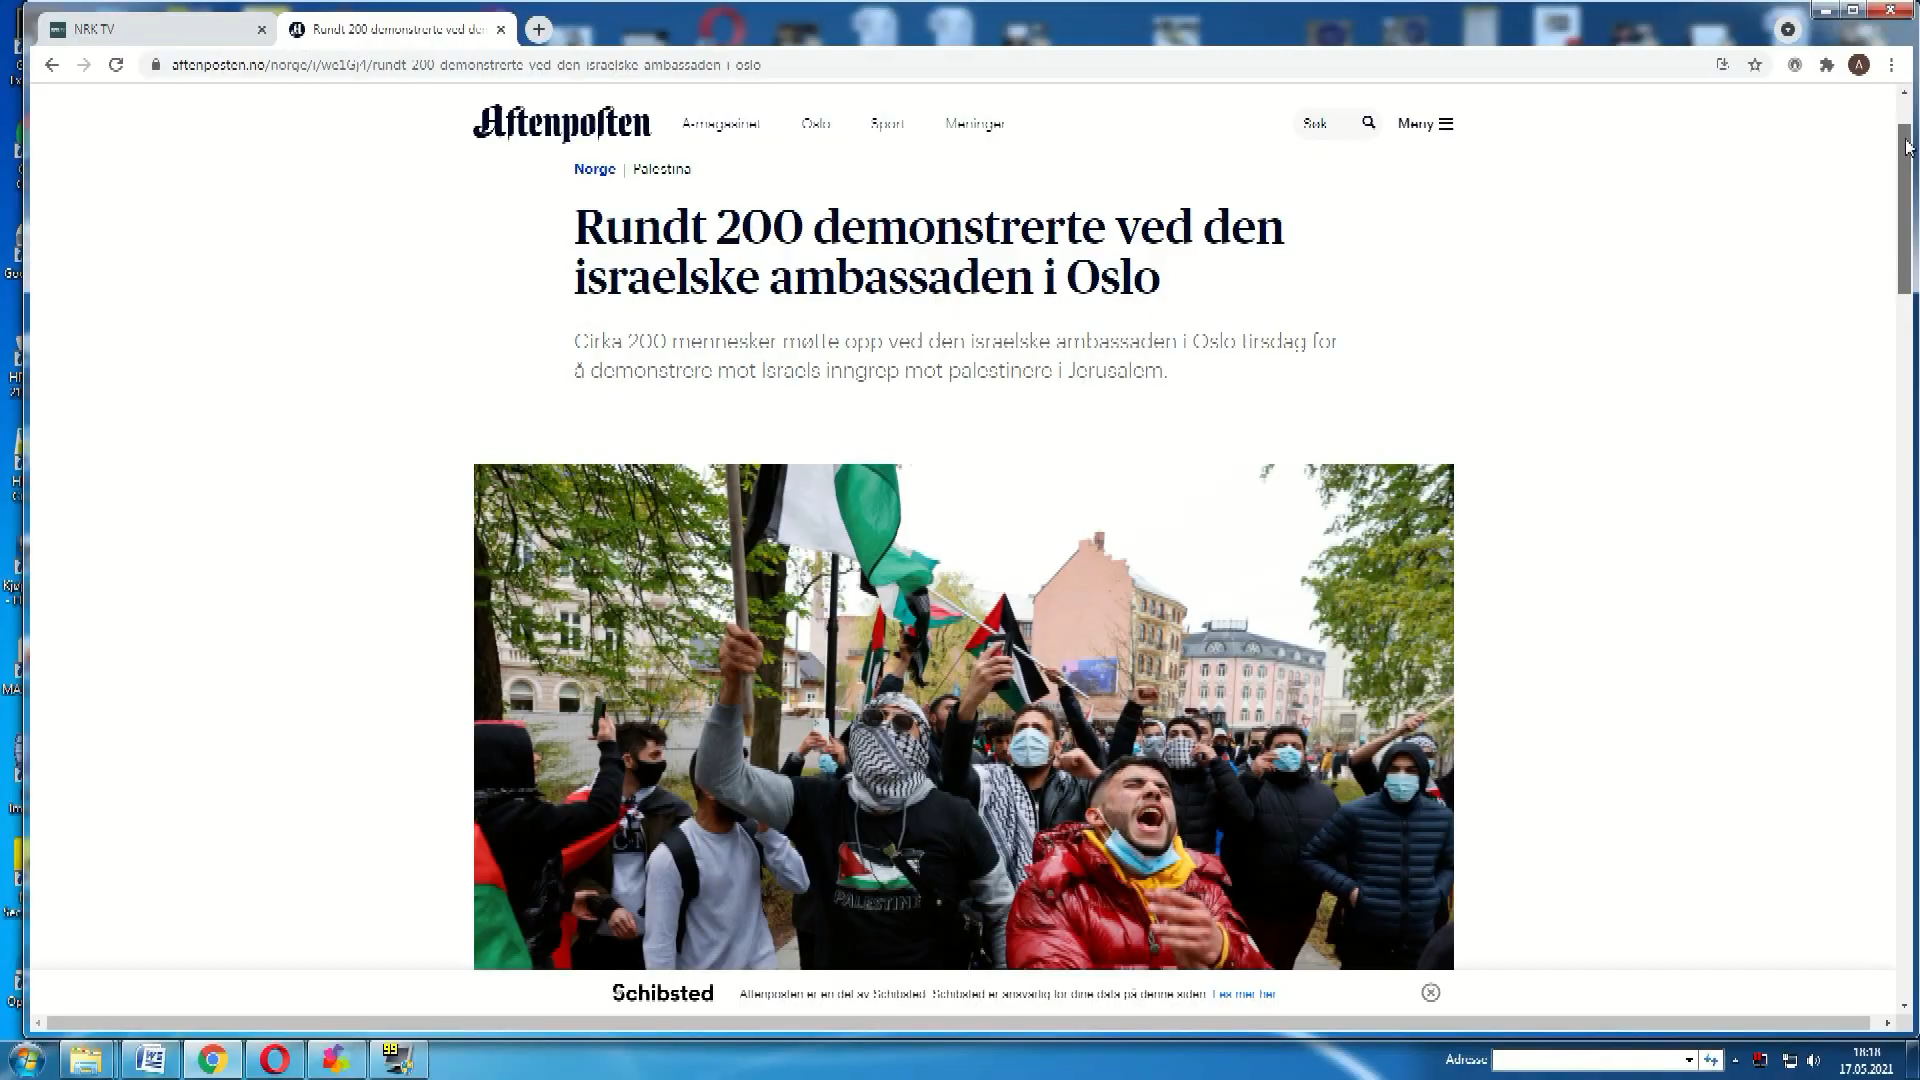 NRK TV
Rundt 200 demonstrerte ved den
aftenposten.no/norge/i/we1Gj4/rundt-200-demonstrerte-ved-den-israelske-ambassaden-i-oslo
A
Aftenposten A-magasinet Oslo Sport Meninger Søk Meny
Norge | Palestina
Rundt 200 demonstrerte ved den
israelske ambassaden i Oslo
Cirka 200 mennesker møtte opp ved den israelske ambassaden i Oslo tirsdag for
å demonstrere mot Israels inngrep mot palestinere i Jerusalem.
PALESTINE
Schibsted Aftenposten er en del av Schibsted. Schibsted er ansvarlig for dine data på denne siden. Les mer her
99
Adresse
18:18
17.05.2021